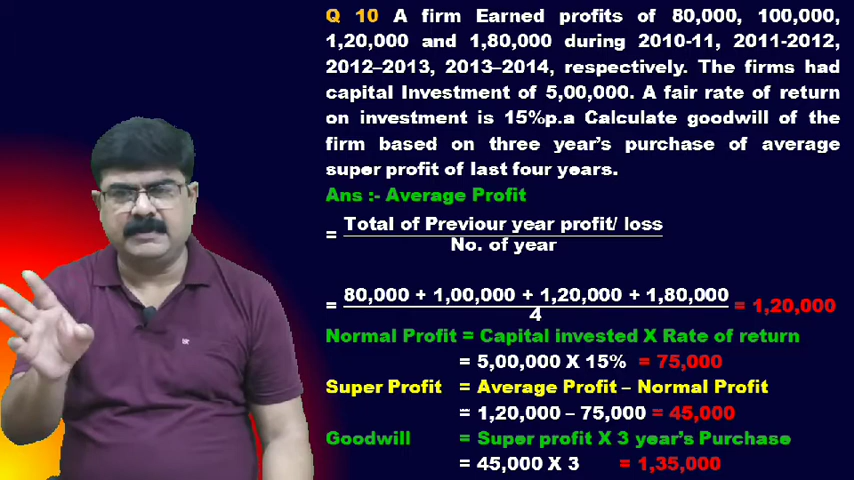 Q 10 A firm Earned profits of 80,000, 100,000,
1,20,000 and 1,80,000 during 2010-11, 2011-2012,
2012–2013, 2013–2014, respectively. The firms had
capital Investment of 5,00,000. A fair rate of return
on investment is 15%p.a Calculate goodwill of the
firm based on three year's purchase of average
super profit of last four years.
Ans :- Average Profit
= Total of Previour year profit/ loss
No. of year
= 80,000 + 1,00,000 + 1,20,000 + 1,80,000 = 1,20,000
4
Normal Profit = Capital invested X Rate of return
= 5,00,000 X 15% = 75,000
Super Profit = Average Profit – Normal Profit
= 1,20,000 – 75,000 = 45,000
Goodwill = Super profit X 3 year's Purchase
= 45,000 X 3 = 1,35,000